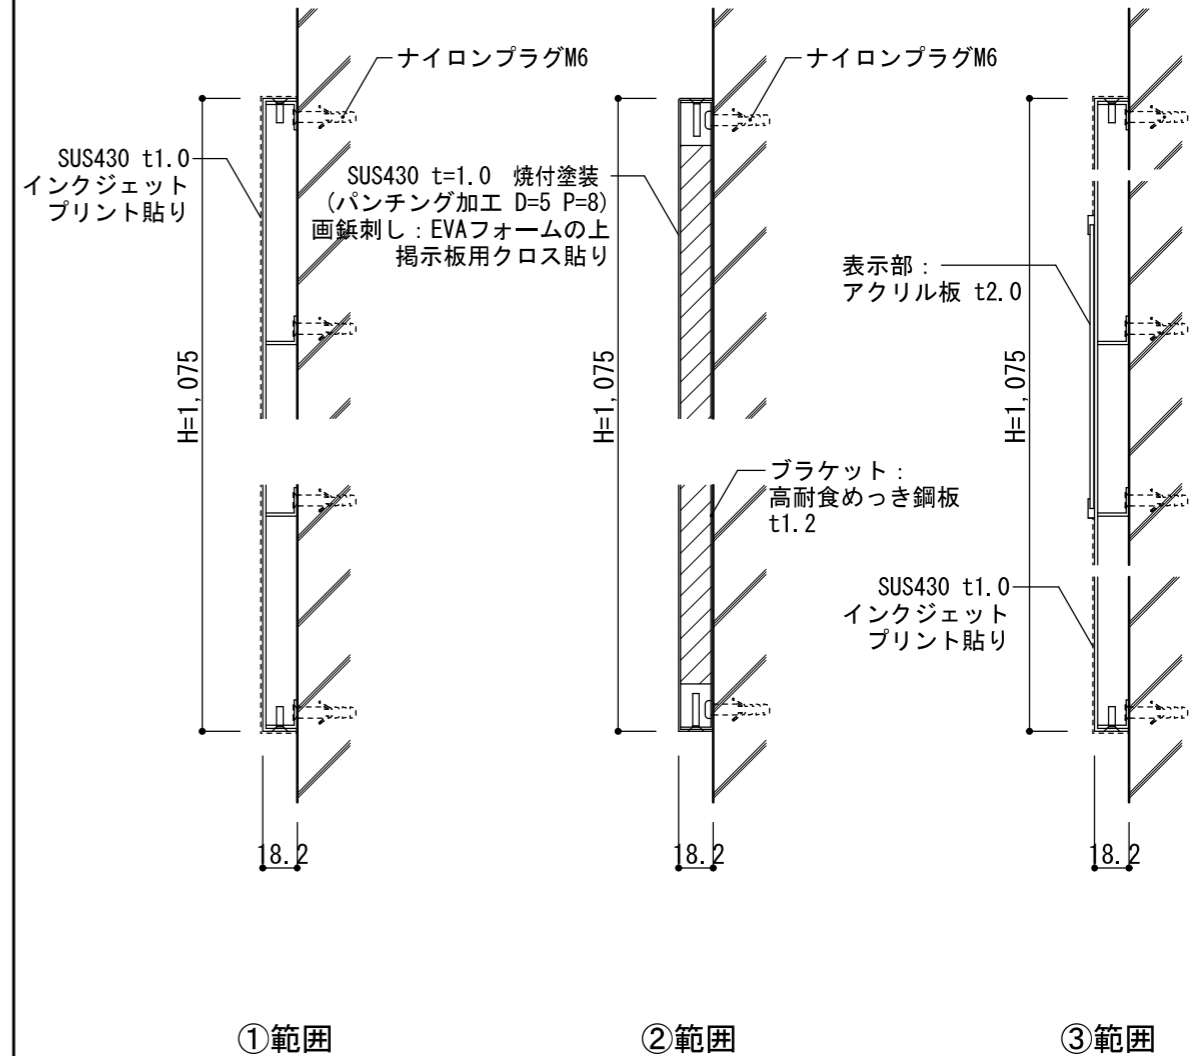 ナイロンプラグM6
SUS430 t1.0
インクジェット
プリント貼り
H=1,075
18.2
①範囲
ナイロンプラグM6
SUS430 t=1.0 焼付塗装
(パンチング加工 D=5 P=8)
画鋲刺し:EVAフォームの上
掲示板用クロス貼り
H=1,075
ブラケット:
高耐食めっき鋼板
t1.2
18.2
②範囲
表示部:
アクリル板 t2.0
H=1,075
SUS430 t1.0
インクジェット
プリント貼り
18.2
③範囲